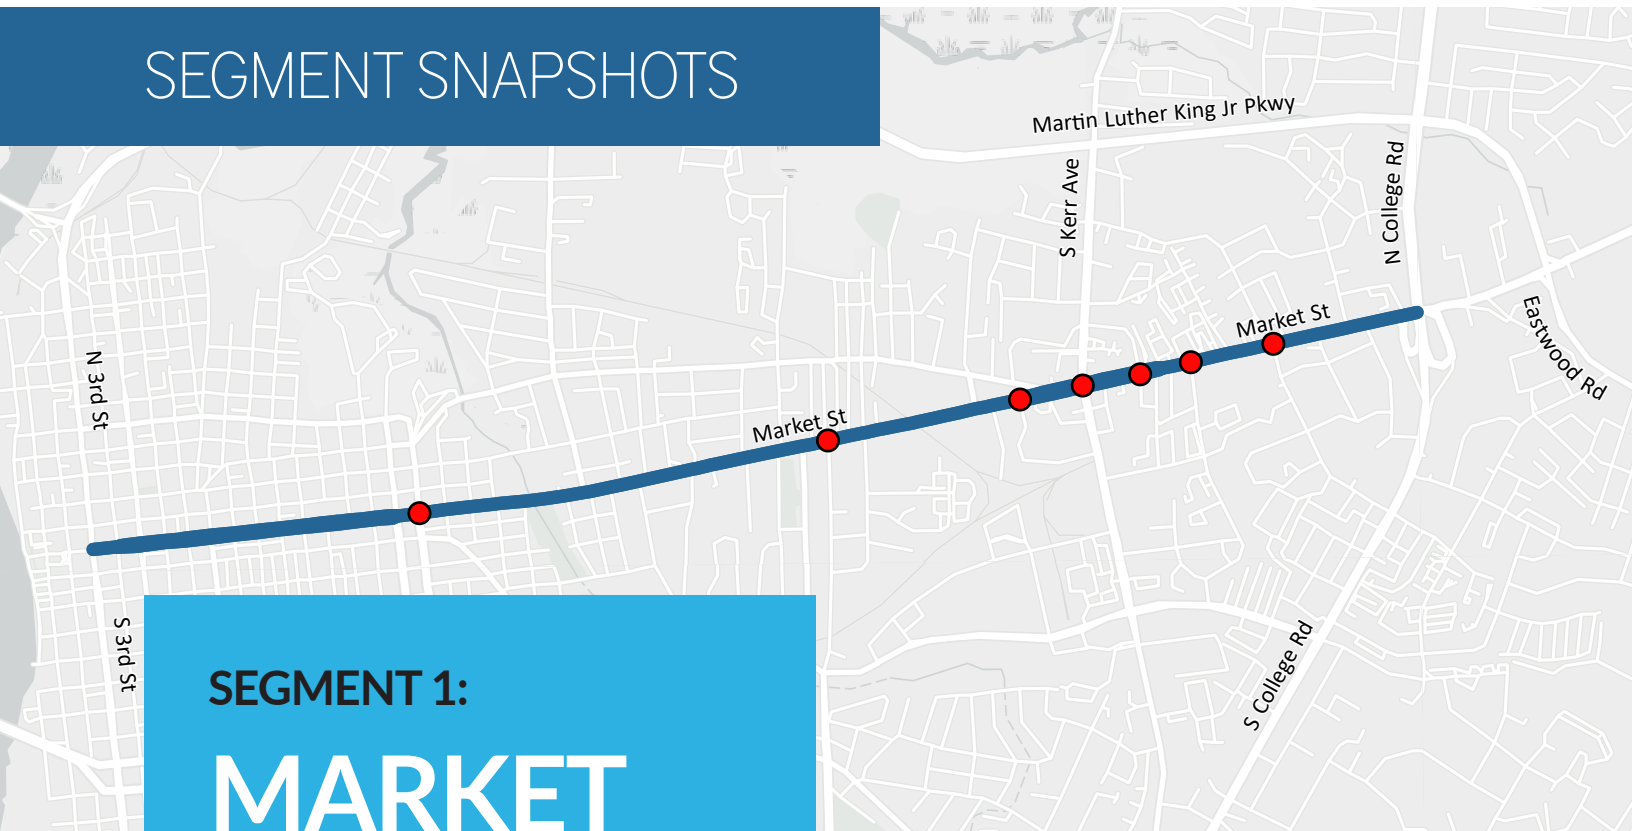 SEGMENT SNAPSHOTS
Martin Luther King Jr Pkwy
S Kerr Ave
N College Rd
Market St
Eastwood Rd
N 3rd St
Market St
S 3rd St
S College Rd
SEGMENT 1:
MARKET